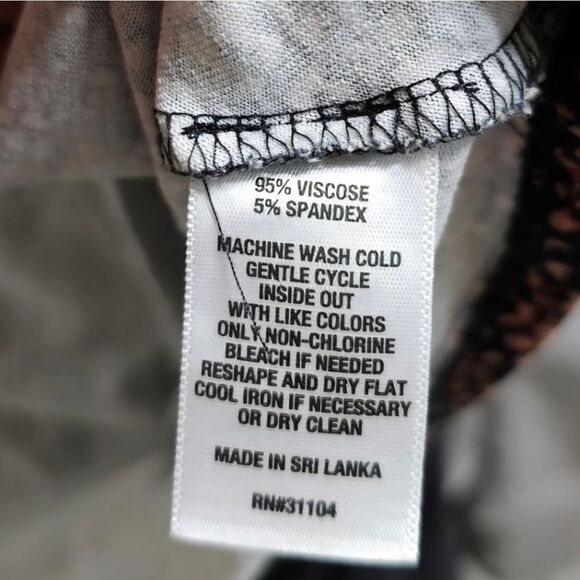 95% VISCOSE
5% SPANDEX
MACHINE WASH COLD
GENTLE CYCLE
INSIDE OUT
WITH LIKE COLORS
ONLY NON-CHLORINE
BLEACH IF NEEDED
RESHAPE AND DRY FLAT
COOL IRON IF NECESSARY
OR DRY CLEAN
MADE IN SRI LANKA
RN#31104